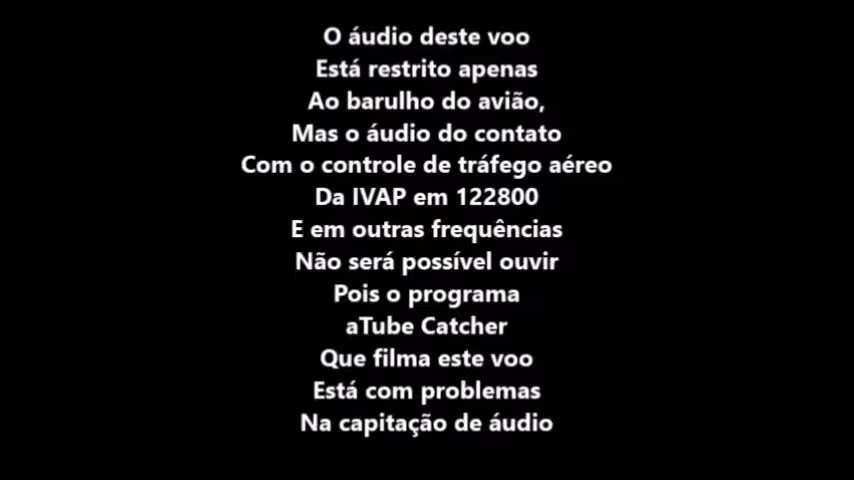 O áudio deste voo
Está restrito apenas
Ao barulho do avião,
Mas o áudio do contato
Com o controle de tráfego aéreo
Da IVAP em 122800
E em outras frequências
Não será possível ouvir
Pois o programa
aTube Catcher
Que filma este voo
Está com problemas
Na capitação de áudio